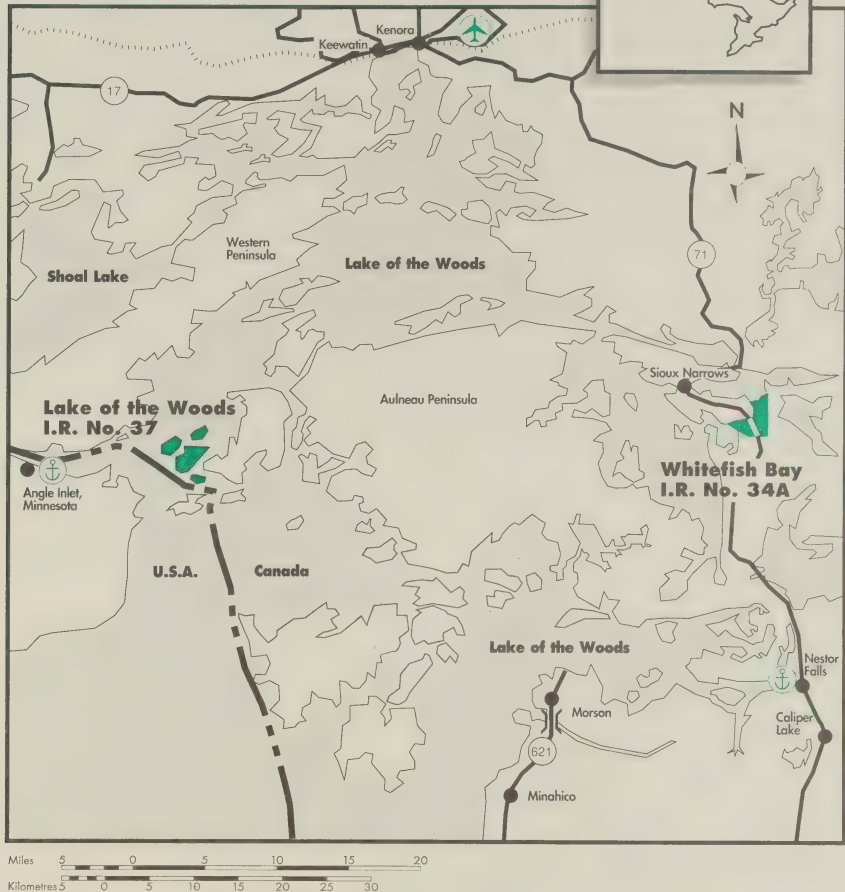 Kenora
Keewatin
17
N
Western
Peninsula
Lake of the Woods
71
Shoal Lake
Sioux Narrows
Aulneau Peninsula
Lake of the Woods
I.R. No. 37
Whitefish Bay
I.R. No. 34A
Angle Inlet,
Minnesota
U.S.A.
Canada
Lake of the Woods
Nestor
Falls
Morson
Caliper
Lake
621
Minahico
Miles 5 0 5 10 15 20
Kilometres 5 0 5 10 15 20 25 30